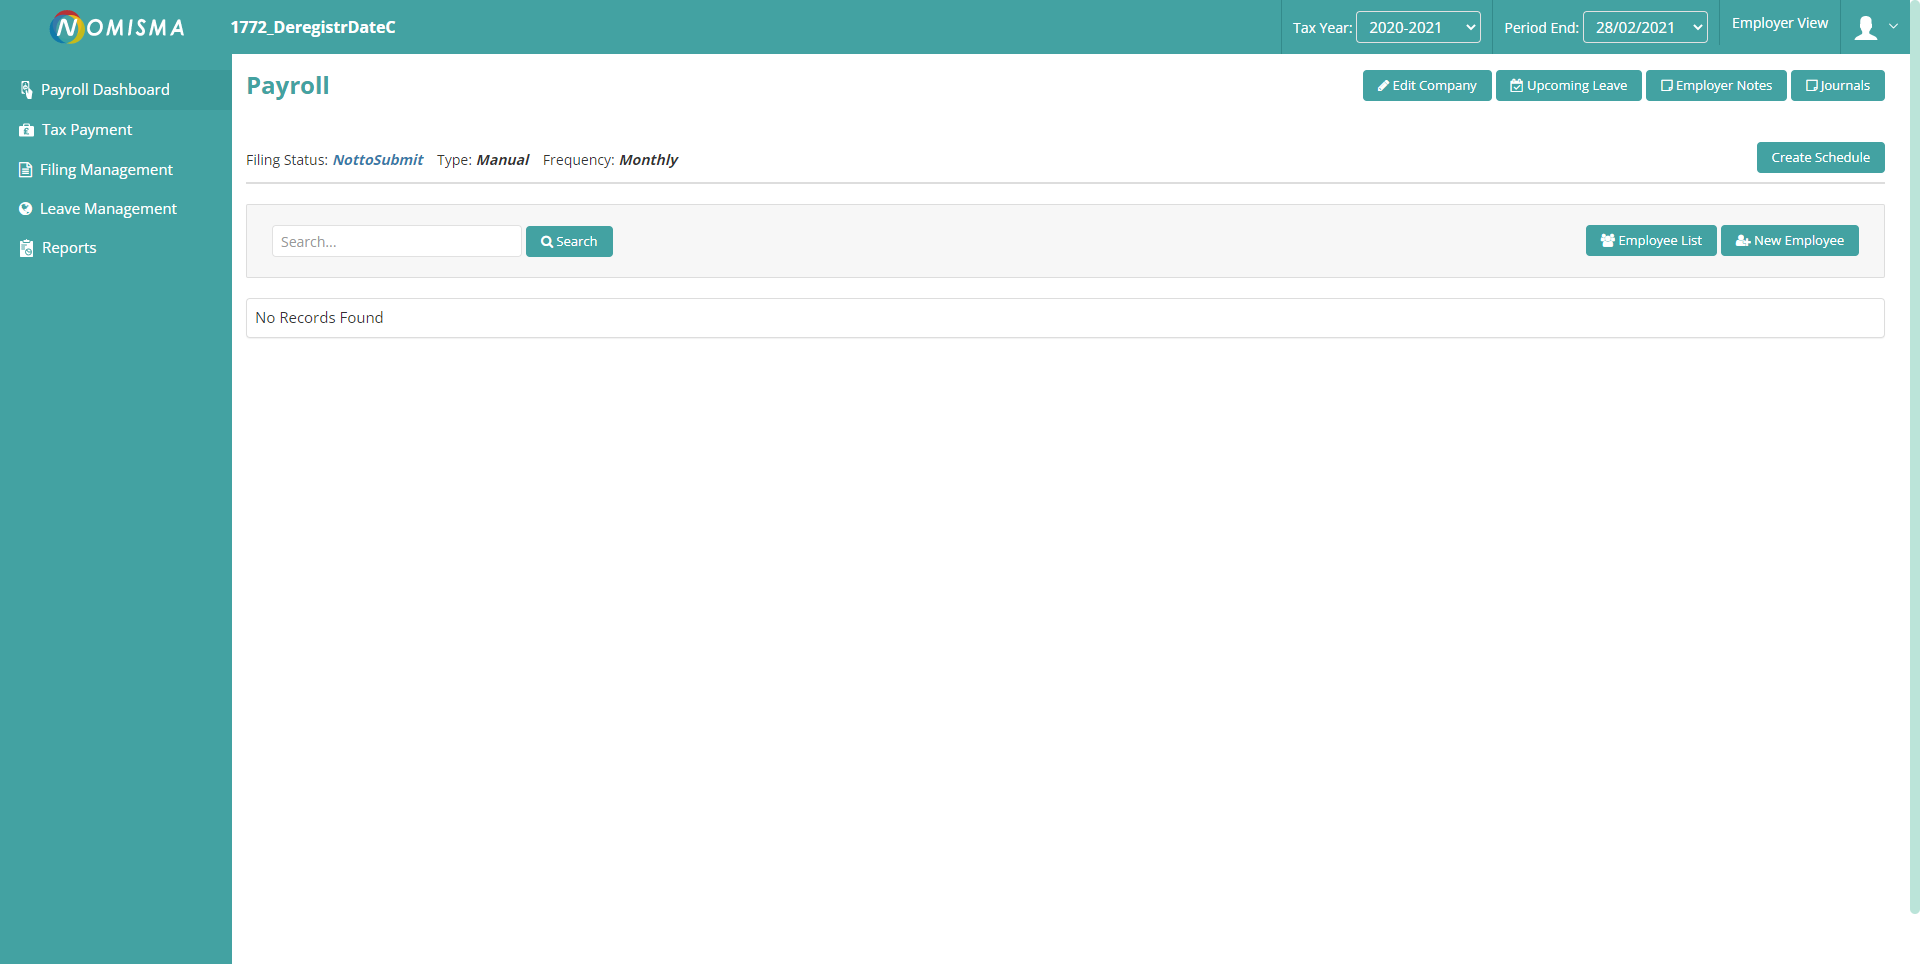 NOMISMA
1772_DeregistrDateC
Tax Year: 2020-2021
Period End: 28/02/2021
Employer View
Payroll Dashboard
Tax Payment
Filing Management
Leave Management
Reports
Payroll
Edit Company
Upcoming Leave
Employer Notes
Journals
Filing Status: NottoSubmit Type: Manual Frequency: Monthly
Create Schedule
Search...
Search
Employee List
New Employee
No Records Found